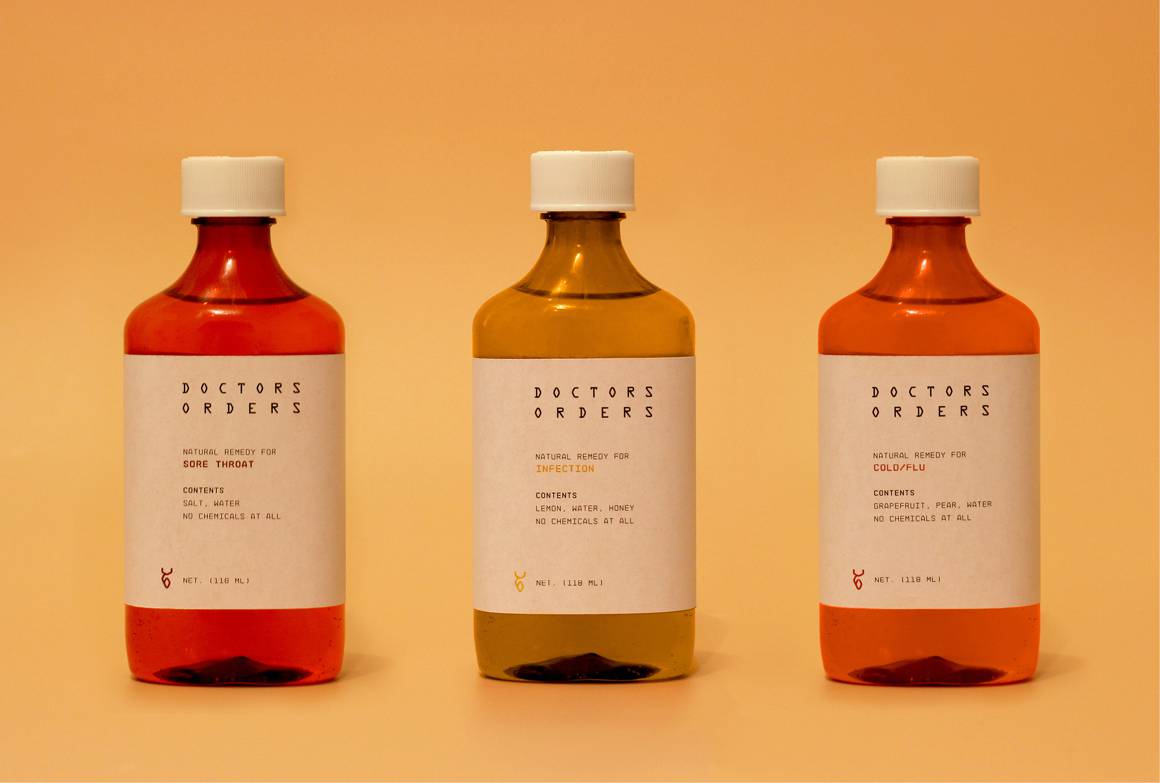 DOCTORS
ORDERS
NATURAL REMEDY FOR
SORE THROAT
CONTENTS
SALT, WATER
NO CHEMICALS AT ALL
NET. (118 ML)
DOCTORS
ORDERS
NATURAL REMEDY FOR
INFECTION
CONTENTS
LEMON, WATER, HONEY
NO CHEMICALS AT ALL
NET. (118 ML)
DOCTORS
ORDERS
NATURAL REMEDY FOR
COLD/FLU
CONTENTS
GRAPEFRUIT, PEAR, WATER
NO CHEMICALS AT ALL
NET. (118 ML)